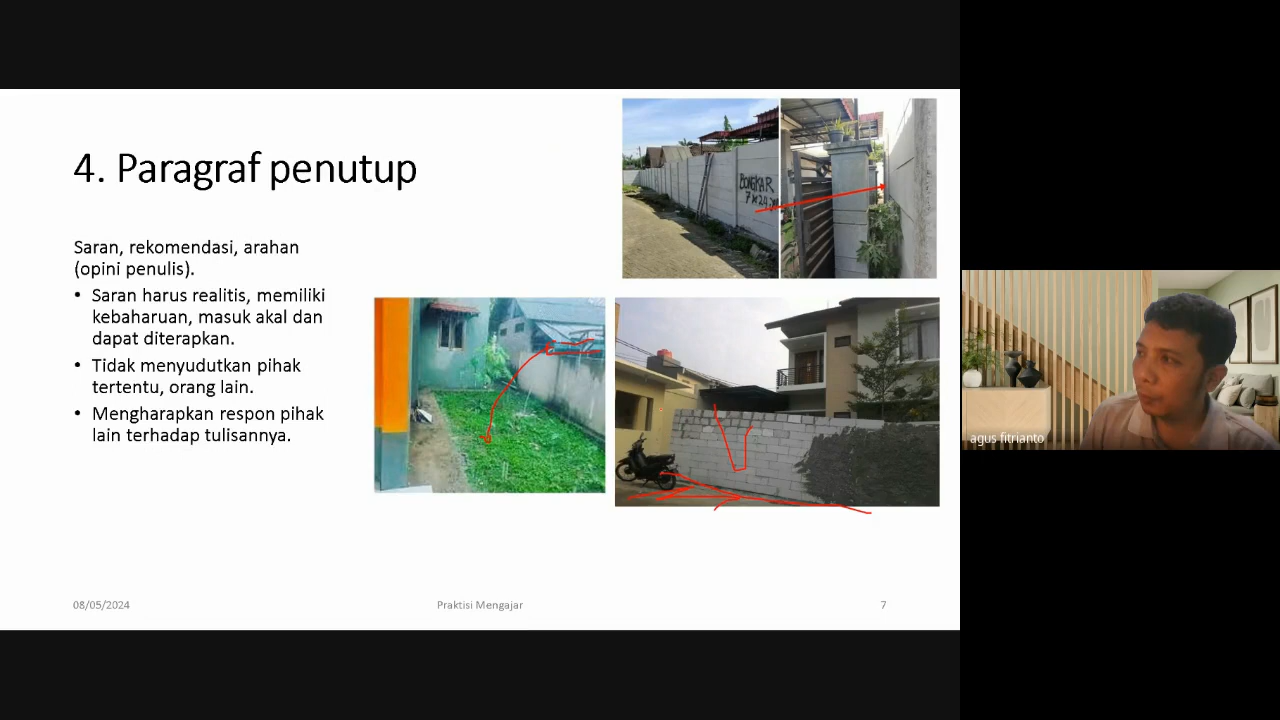 4. Paragraf penutup
Saran, rekomendasi, arahan
(opini penulis).
• Saran harus realitis, memiliki
kebaharuan, masuk akal dan
dapat diterapkan.
• Tidak menyudutkan pihak
tertentu, orang lain.
• Mengharapkan respon pihak
lain terhadap tulisannya.
BONGKAR
7x24
agus fitrianto
08/05/2024
Praktisi Mengajar
7